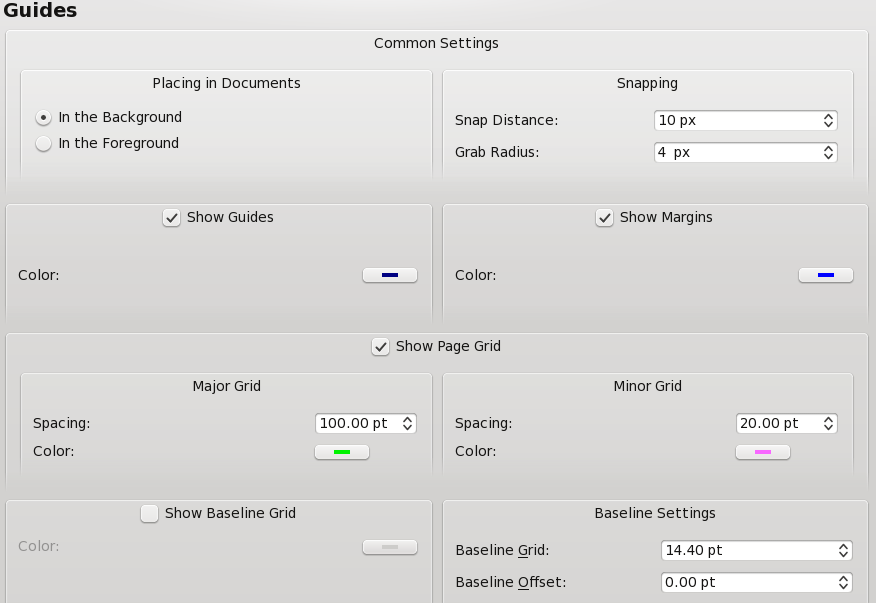 Guides
Common Settings
Placing in Documents
In the Background
In the Foreground
Snapping
Snap Distance: 10 px
Grab Radius: 4 px
Show Guides
Color:
Show Margins
Color:
Show Page Grid
Major Grid
Spacing: 100.00 pt
Color:
Minor Grid
Spacing: 20.00 pt
Color:
Show Baseline Grid
Color:
Baseline Settings
Baseline Grid: 14.40 pt
Baseline Offset: 0.00 pt